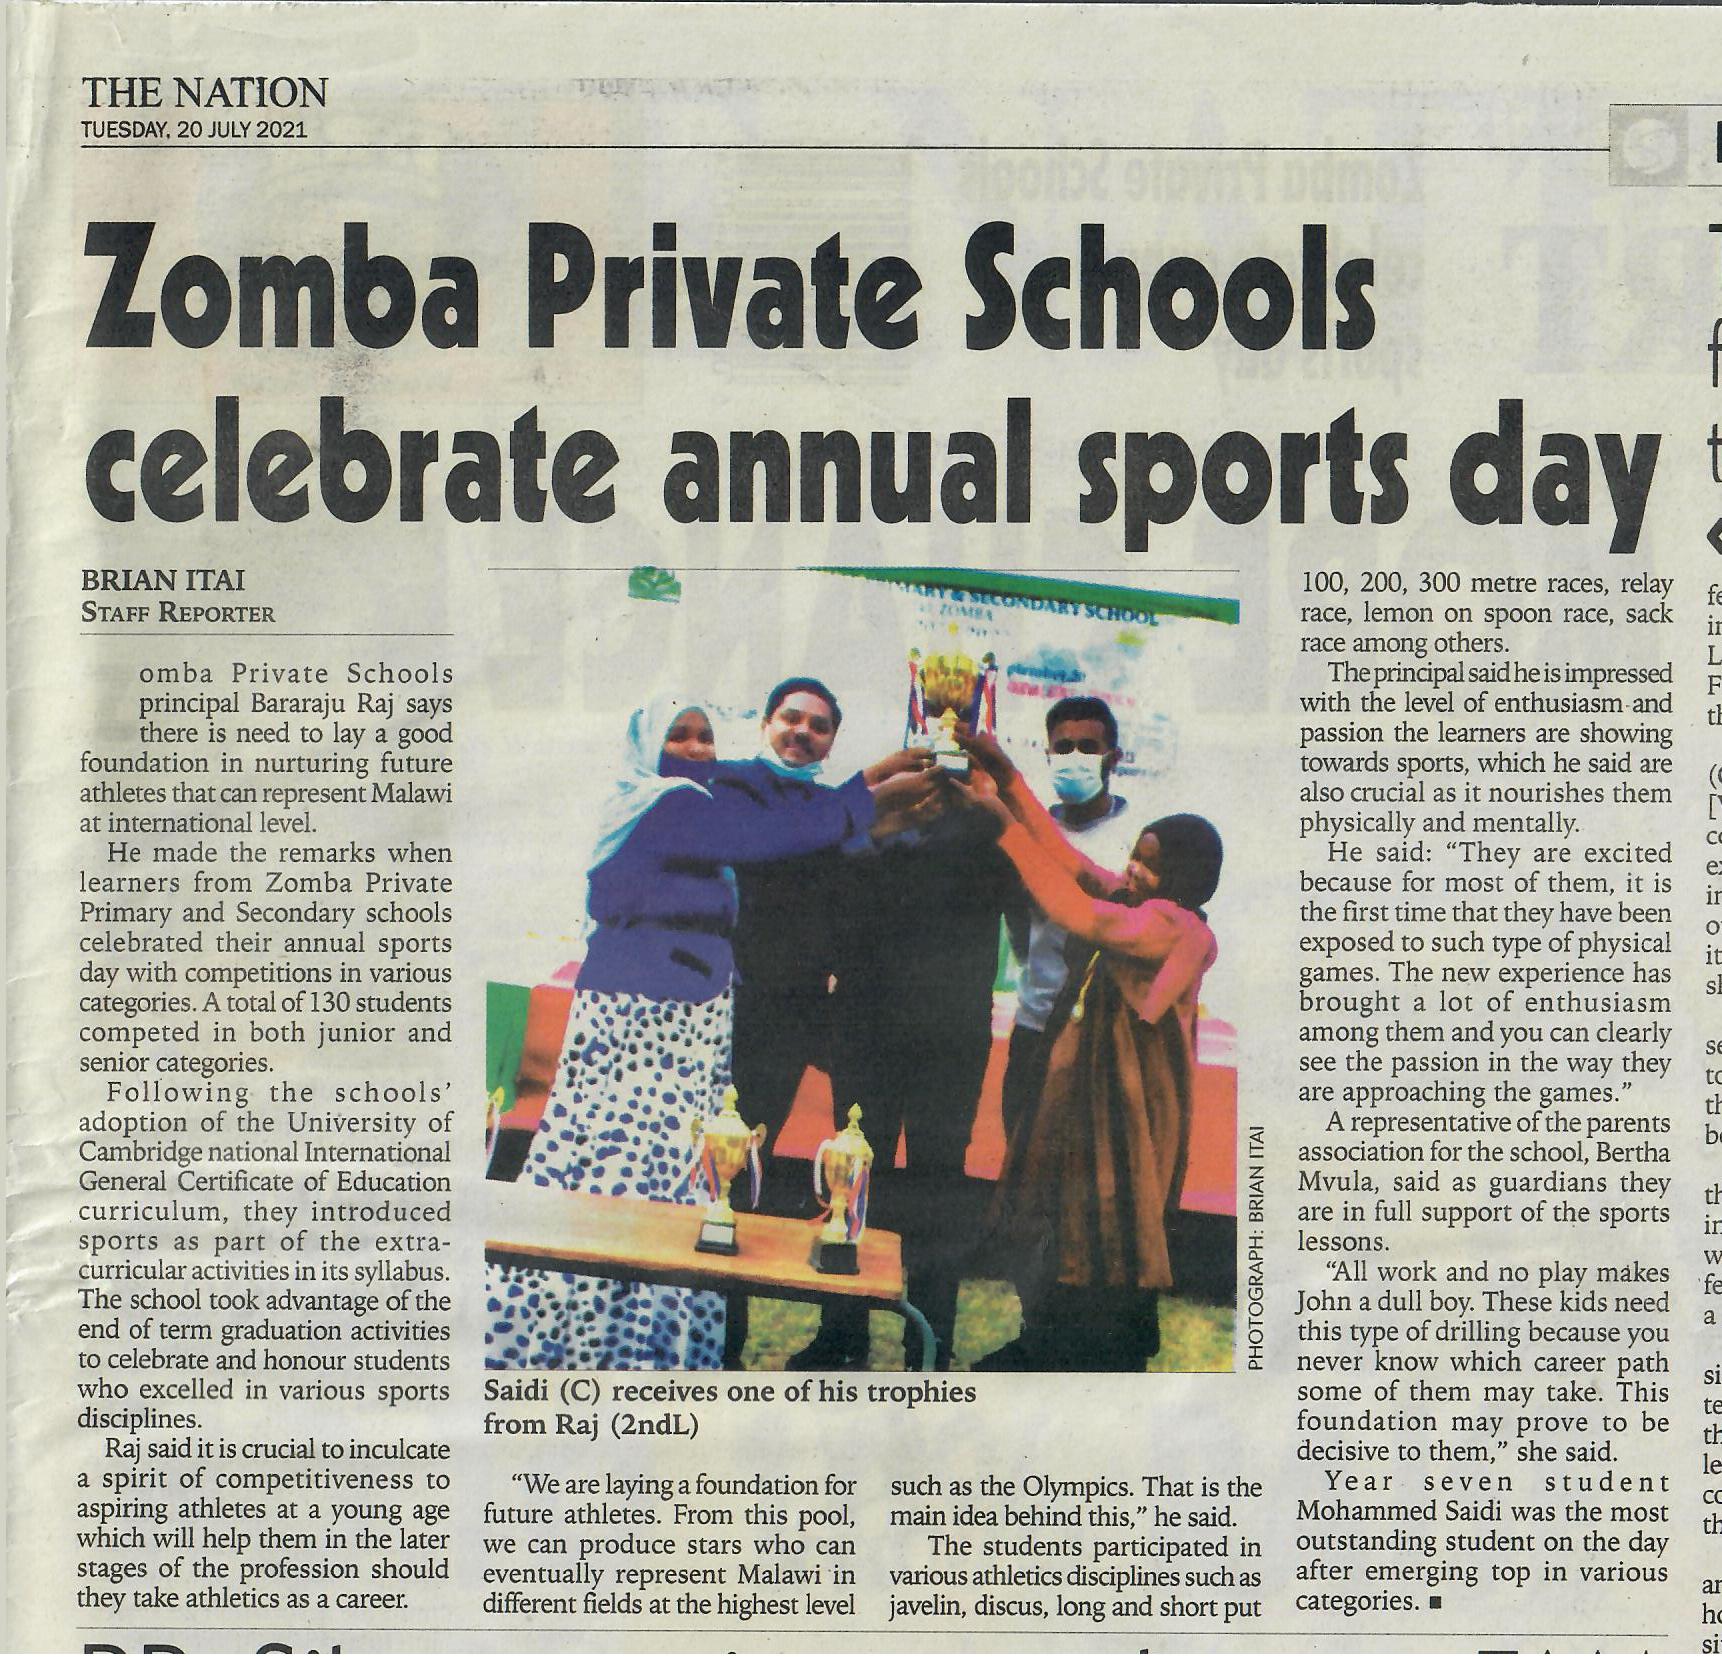 THE NATION
TUESDAY, 20 JULY 2021
Zomba Private Schools
celebrate annual sports day
BRIAN ITAI
STAFF REPORTER
omba Private Schools
principal Bararaju Raj says
there is need to lay a good
foundation in nurturing future
athletes that can represent Malawi
at international level.
He made the remarks when
learners from Zomba Private
Primary and Secondary schools
celebrated their annual sports
day with competitions in various
categories. A total of 130 students
competed in both junior and
senior categories.
Following the schools'
adoption of the University of
Cambridge national International
General Certificate of Education
curriculum, they introduced
sports as part of the extra-
curricular activities in its syllabus.
The school took advantage of the
end of term graduation activities
to celebrate and honour students
who excelled in various sports
disciplines.
Raj said it is crucial to inculcate
a spirit of competitiveness to
aspiring athletes at a young age
which will help them in the later
stages of the profession should
they take athletics as a career.
ARY & SECONDARY SCHOOL
ZOMBA
PHOTOGRAPH: BRIAN ITAI
Saidi (C) receives one of his trophies
from Raj (2ndL)
"We are laying a foundation for
future athletes. From this pool,
we can produce stars who can
eventually represent Malawi in
different fields at the highest level
such as the Olympics. That is the
main idea behind this," he said.
The students participated in
various athletics disciplines such as
javelin, discus, long and short put
100, 200, 300 metre races, relay
race, lemon on spoon race, sack
race among others.
The principal said he is impressed
with the level of enthusiasm and
passion the learners are showing
towards sports, which he said are
also crucial as it nourishes them
physically and mentally.
He said: "They are excited
because for most of them, it is
the first time that they have been
exposed to such type of physical
games. The new experience has
brought a lot of enthusiasm
among them and you can clearly
see the passion in the way they
are approaching the games."
A representative of the parents
association for the school, Bertha
Mvula, said as guardians they
are in full support of the sports
lessons.
"All work and no play makes
John a dull boy. These kids need
this type of drilling because you
never know which career path
some of them may take. This
foundation may prove to be
decisive to them," she said.
Year seven student
Mohammed Saidi was the most
outstanding student on the day
after emerging top in various
categories. ■